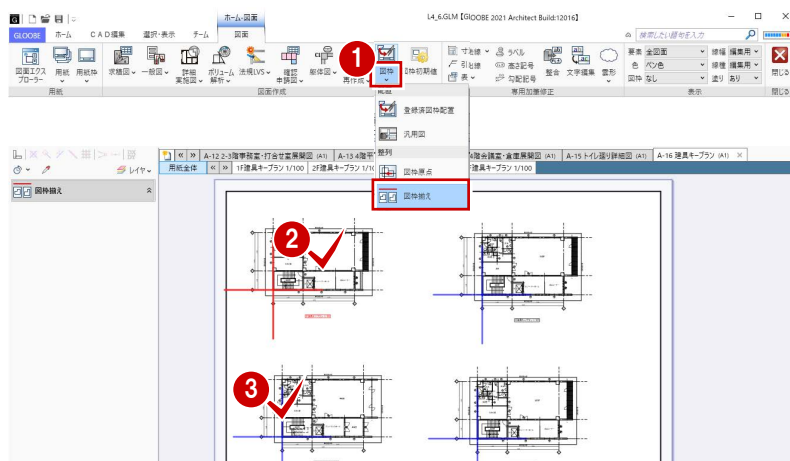 ホーム-図面
L4_6.GLM [GLOOBE 2021 Architect Build:12016]
GLOOBE ホーム CAD編集 選択・表示 チーム 図面
検索したい語句を入力
図面エクスプローラー 用紙 用紙枠 求積図 一般図 詳細実施図 ボリューム解析 法規LVS 確認申請図 躯体図 再作成 図枠 図枠初期値
寸法線 ラベル
引出線 高記号
表 勾配記号
整合 文字編集 雲形
要素 全図面 線幅 編集用
色 ペン色 線種 編集用
図枠 なし 塗り あり
閉じる
用紙 図面作成 専用加筆修正 表示 閉じる
1
配置
登録済図枠配置
汎用図
整列
図枠原点
図枠揃え
レイヤ
図枠揃え
A-12 2-3階事務室・打合せ室展開図 (A1) A-13 4階平 4階会議室・倉庫展開図 (A1) A-15 トイレ廻り詳細図 (A1) A-16 建具キープラン (A1)
用紙全体 1F建具キープラン 1/100 2F建具キープラン 1/10 建具キープラン 1/100
2
3